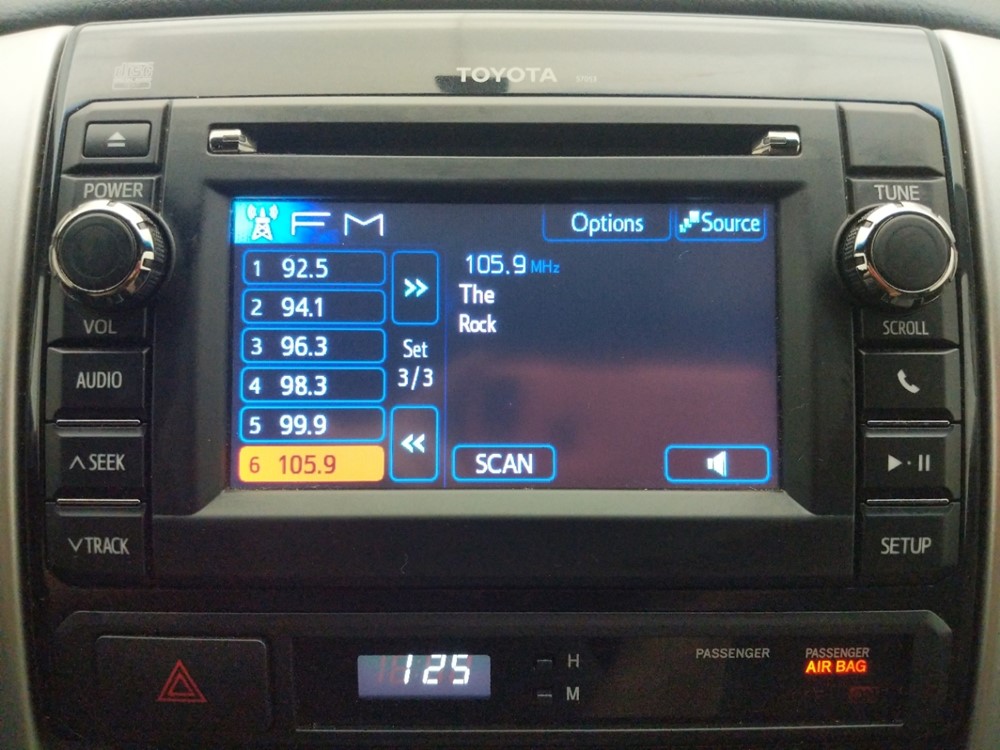 disc
TOYOTA
57013
POWER
TUNE
FM
Options
Source
1 92.5
2 94.1
3 96.3
4 98.3
5 99.9
6 105.9
Set
3/3
105.9 MHz
The
Rock
SCAN
VOL
SCROLL
AUDIO
SEEK
TRACK
SETUP
1:25
H
M
PASSENGER
PASSENGER
AIR BAG